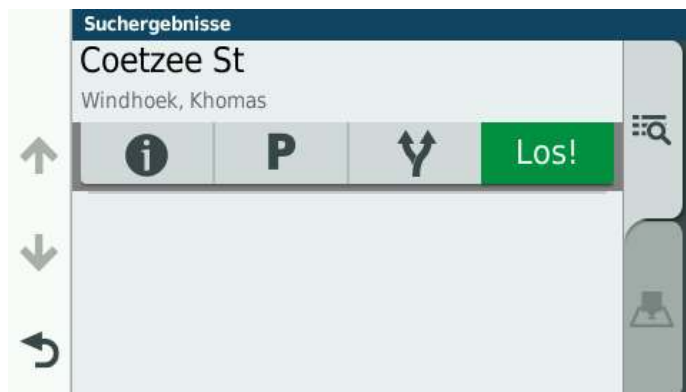 Suchergebnisse
Coetzee St
Windhoek, Khomas
P
Los!